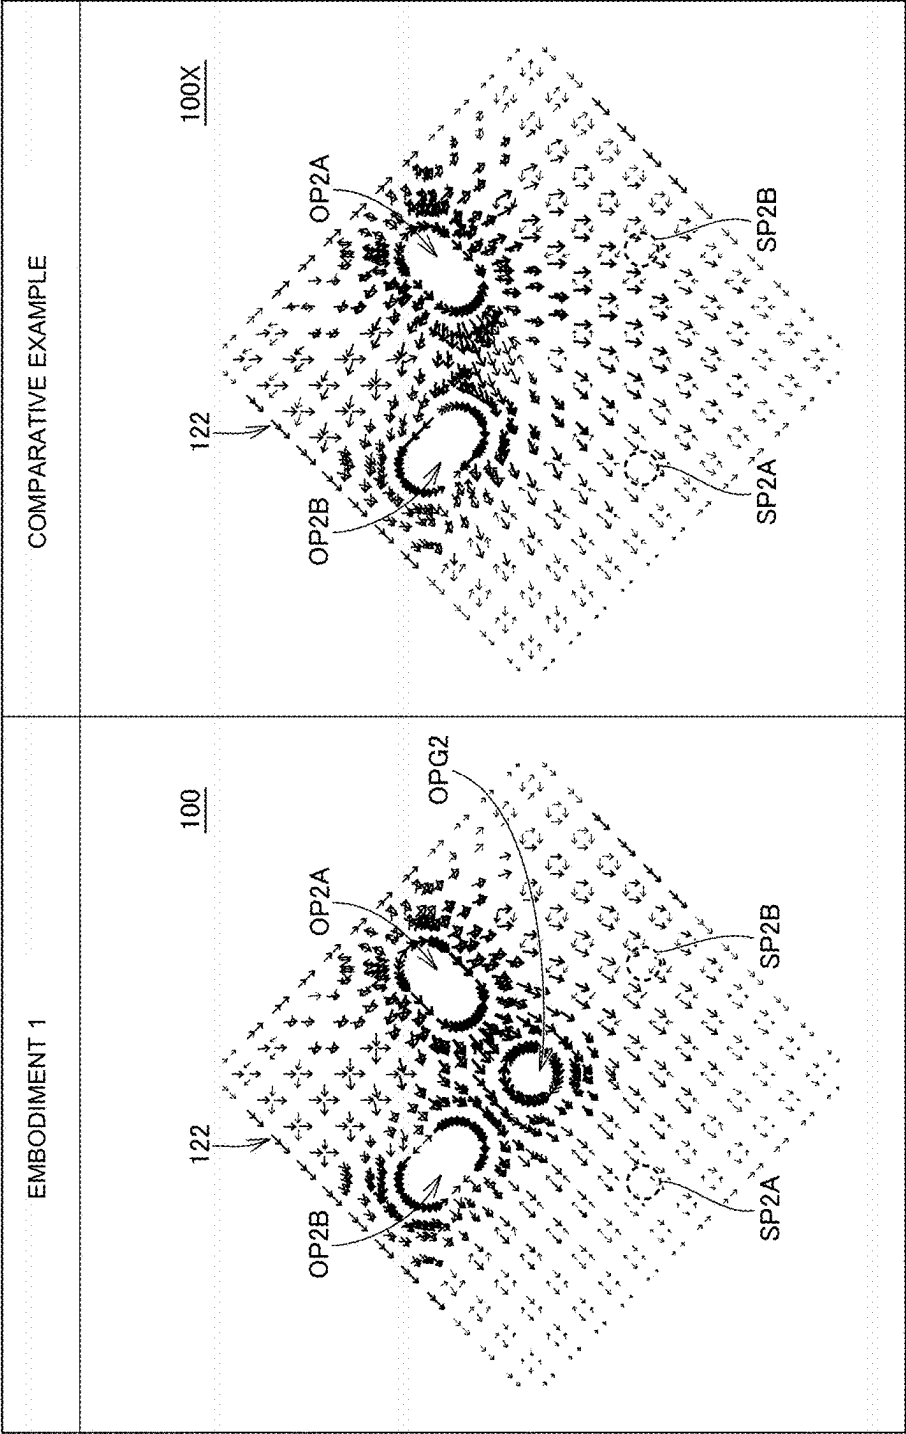 EMBODIMENT 1
COMPARATIVE EXAMPLE
100
122
OP2B
OP2A
OPG2
SP2A
SP2B
100X
122
OP2B
OP2A
SP2A
SP2B